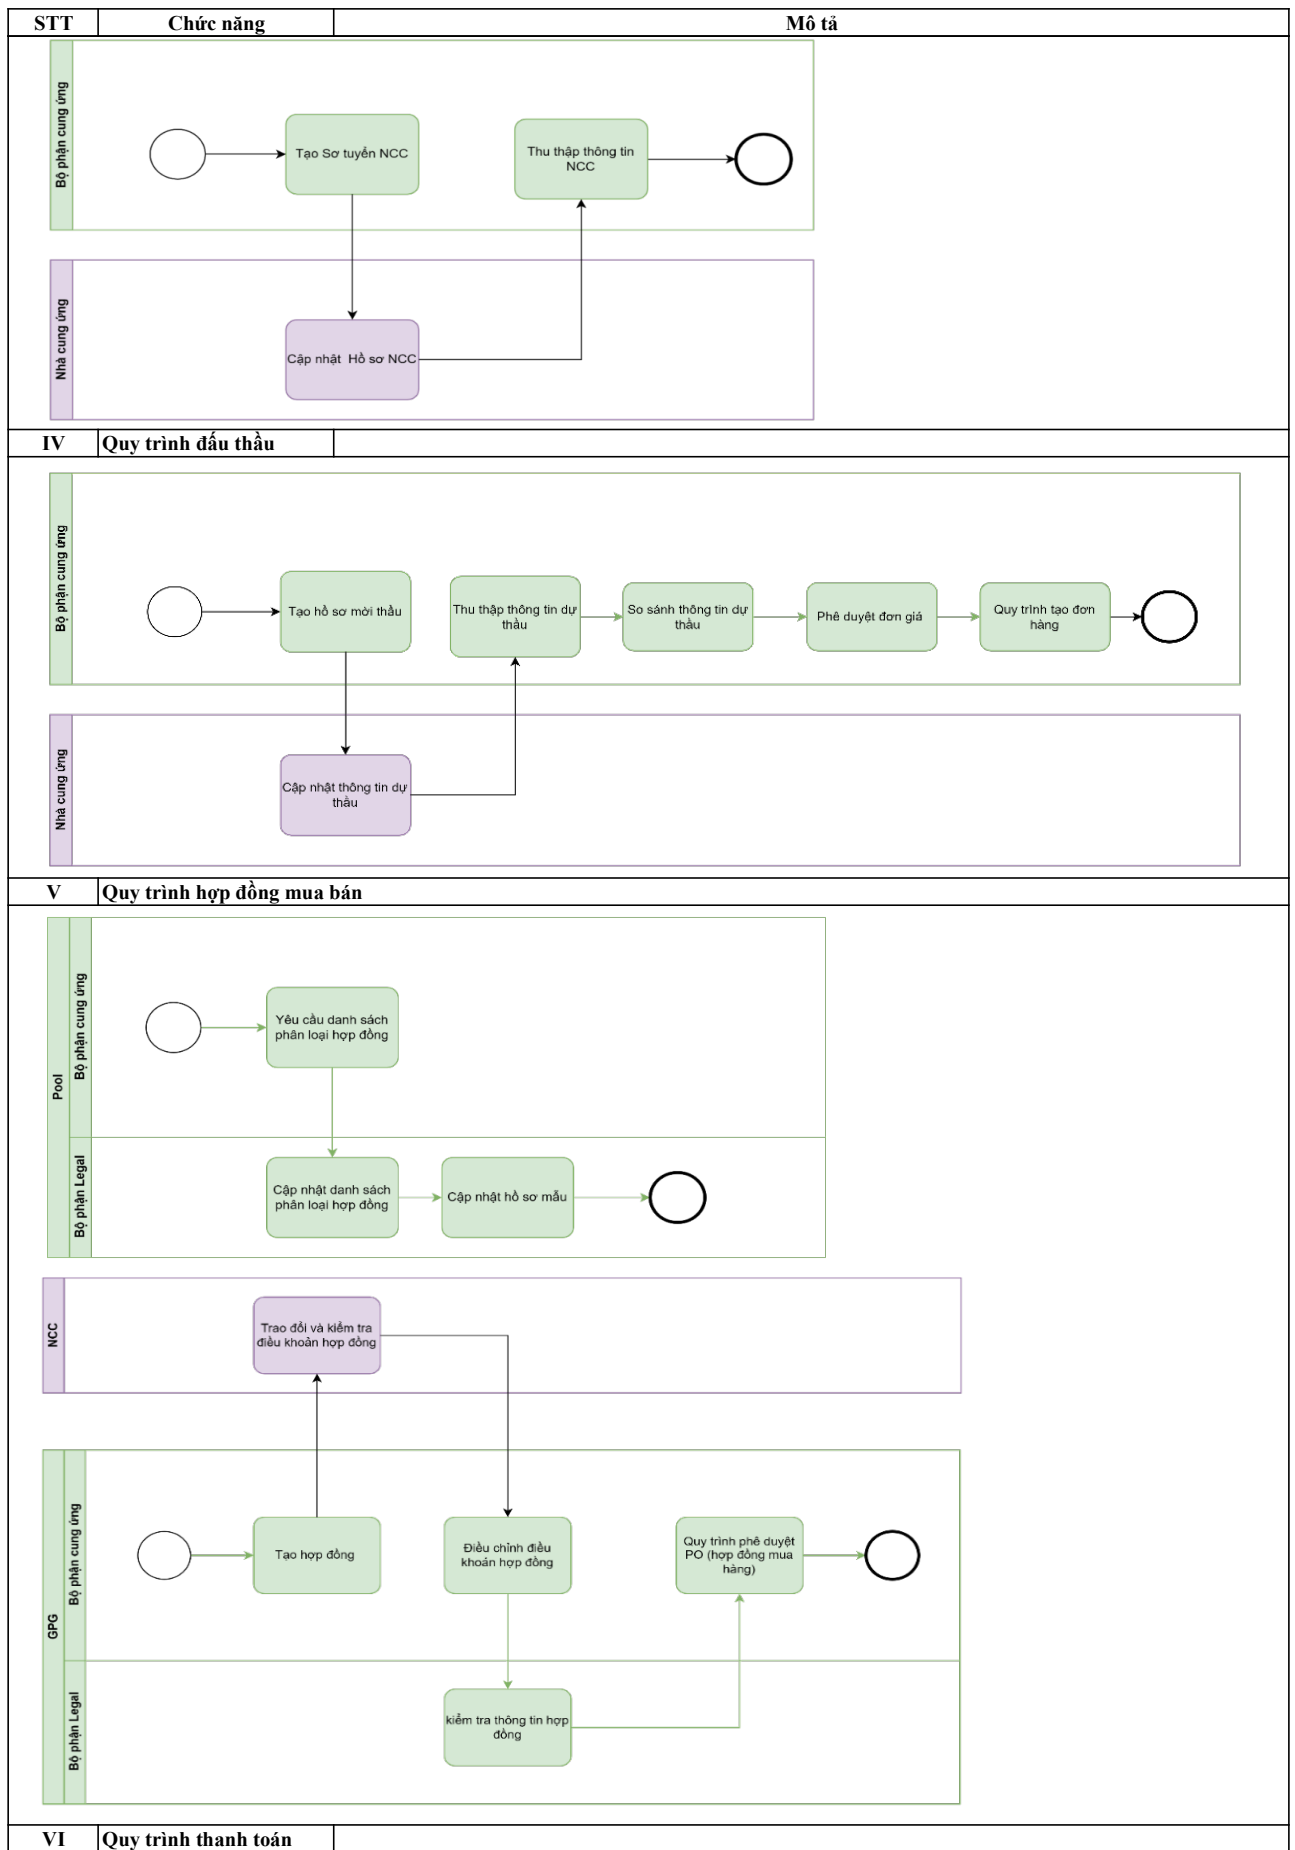 STT Chức năng Mô tả
Bộ phận cung ứng
Tạo Sơ tuyển NCC
Thu thập thông tin
NCC
Nhà cung ứng
Cập nhật Hồ sơ NCC
IV Quy trình đấu thầu
Bộ phận cung ứng
Tạo hồ sơ mời thầu
Thu thập thông tin dự
thầu
So sánh thông tin dự
thầu
Phê duyệt đơn giá
Quy trình tạo đơn
hàng
Nhà cung ứng
Cập nhật thông tin dự
thầu
V Quy trình hợp đồng mua bán
Pool
Bộ phận cung ứng
Yêu cầu danh sách
phân loại hợp đồng
Bộ phận Legal
Cập nhật danh sách
phân loại hợp đồng
Cập nhật hồ sơ mẫu
NCC
Trao đổi và kiểm tra
điều khoản hợp đồng
GPG
Bộ phận cung ứng
Tạo hợp đồng
Điều chỉnh điều
khoản hợp đồng
Quy trình phê duyệt
PO (hợp đồng mua
hàng)
Bộ phận Legal
kiểm tra thông tin hợp
đồng
VI Quy trình thanh toán